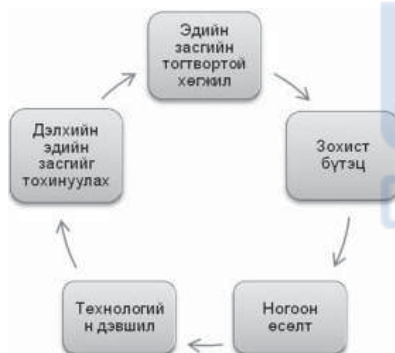 Эдийн
засгийн
тогтвортой
хөгжил
Зохист
бүтэц
Ногоон
өсөлт
Технологий
н дэвшил
Дэлхийн
эдийн
засгийг
тохинуулах